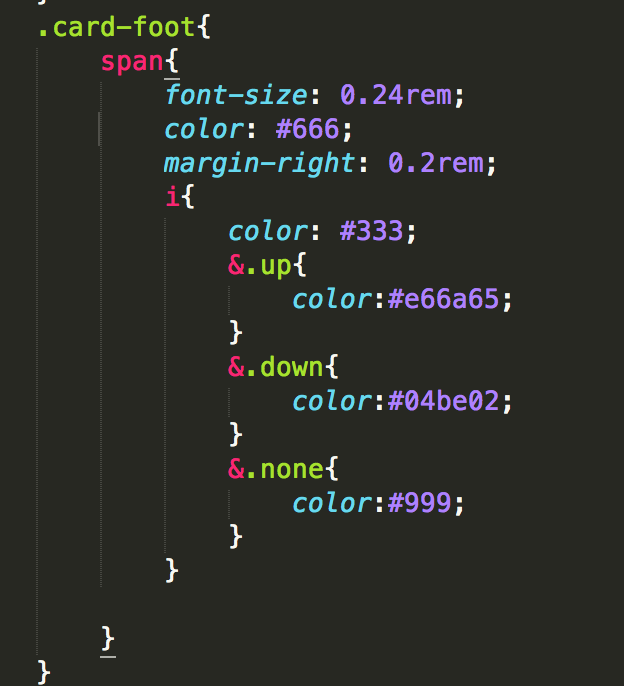 }
.card-foot{
span{
font-size: 0.24rem;
color: #666;
margin-right: 0.2rem;
i{
color: #333;
&.up{
color:#e66a65;
}
&.down{
color:#04be02;
}
&.none{
color:#999;
}
}
}
}